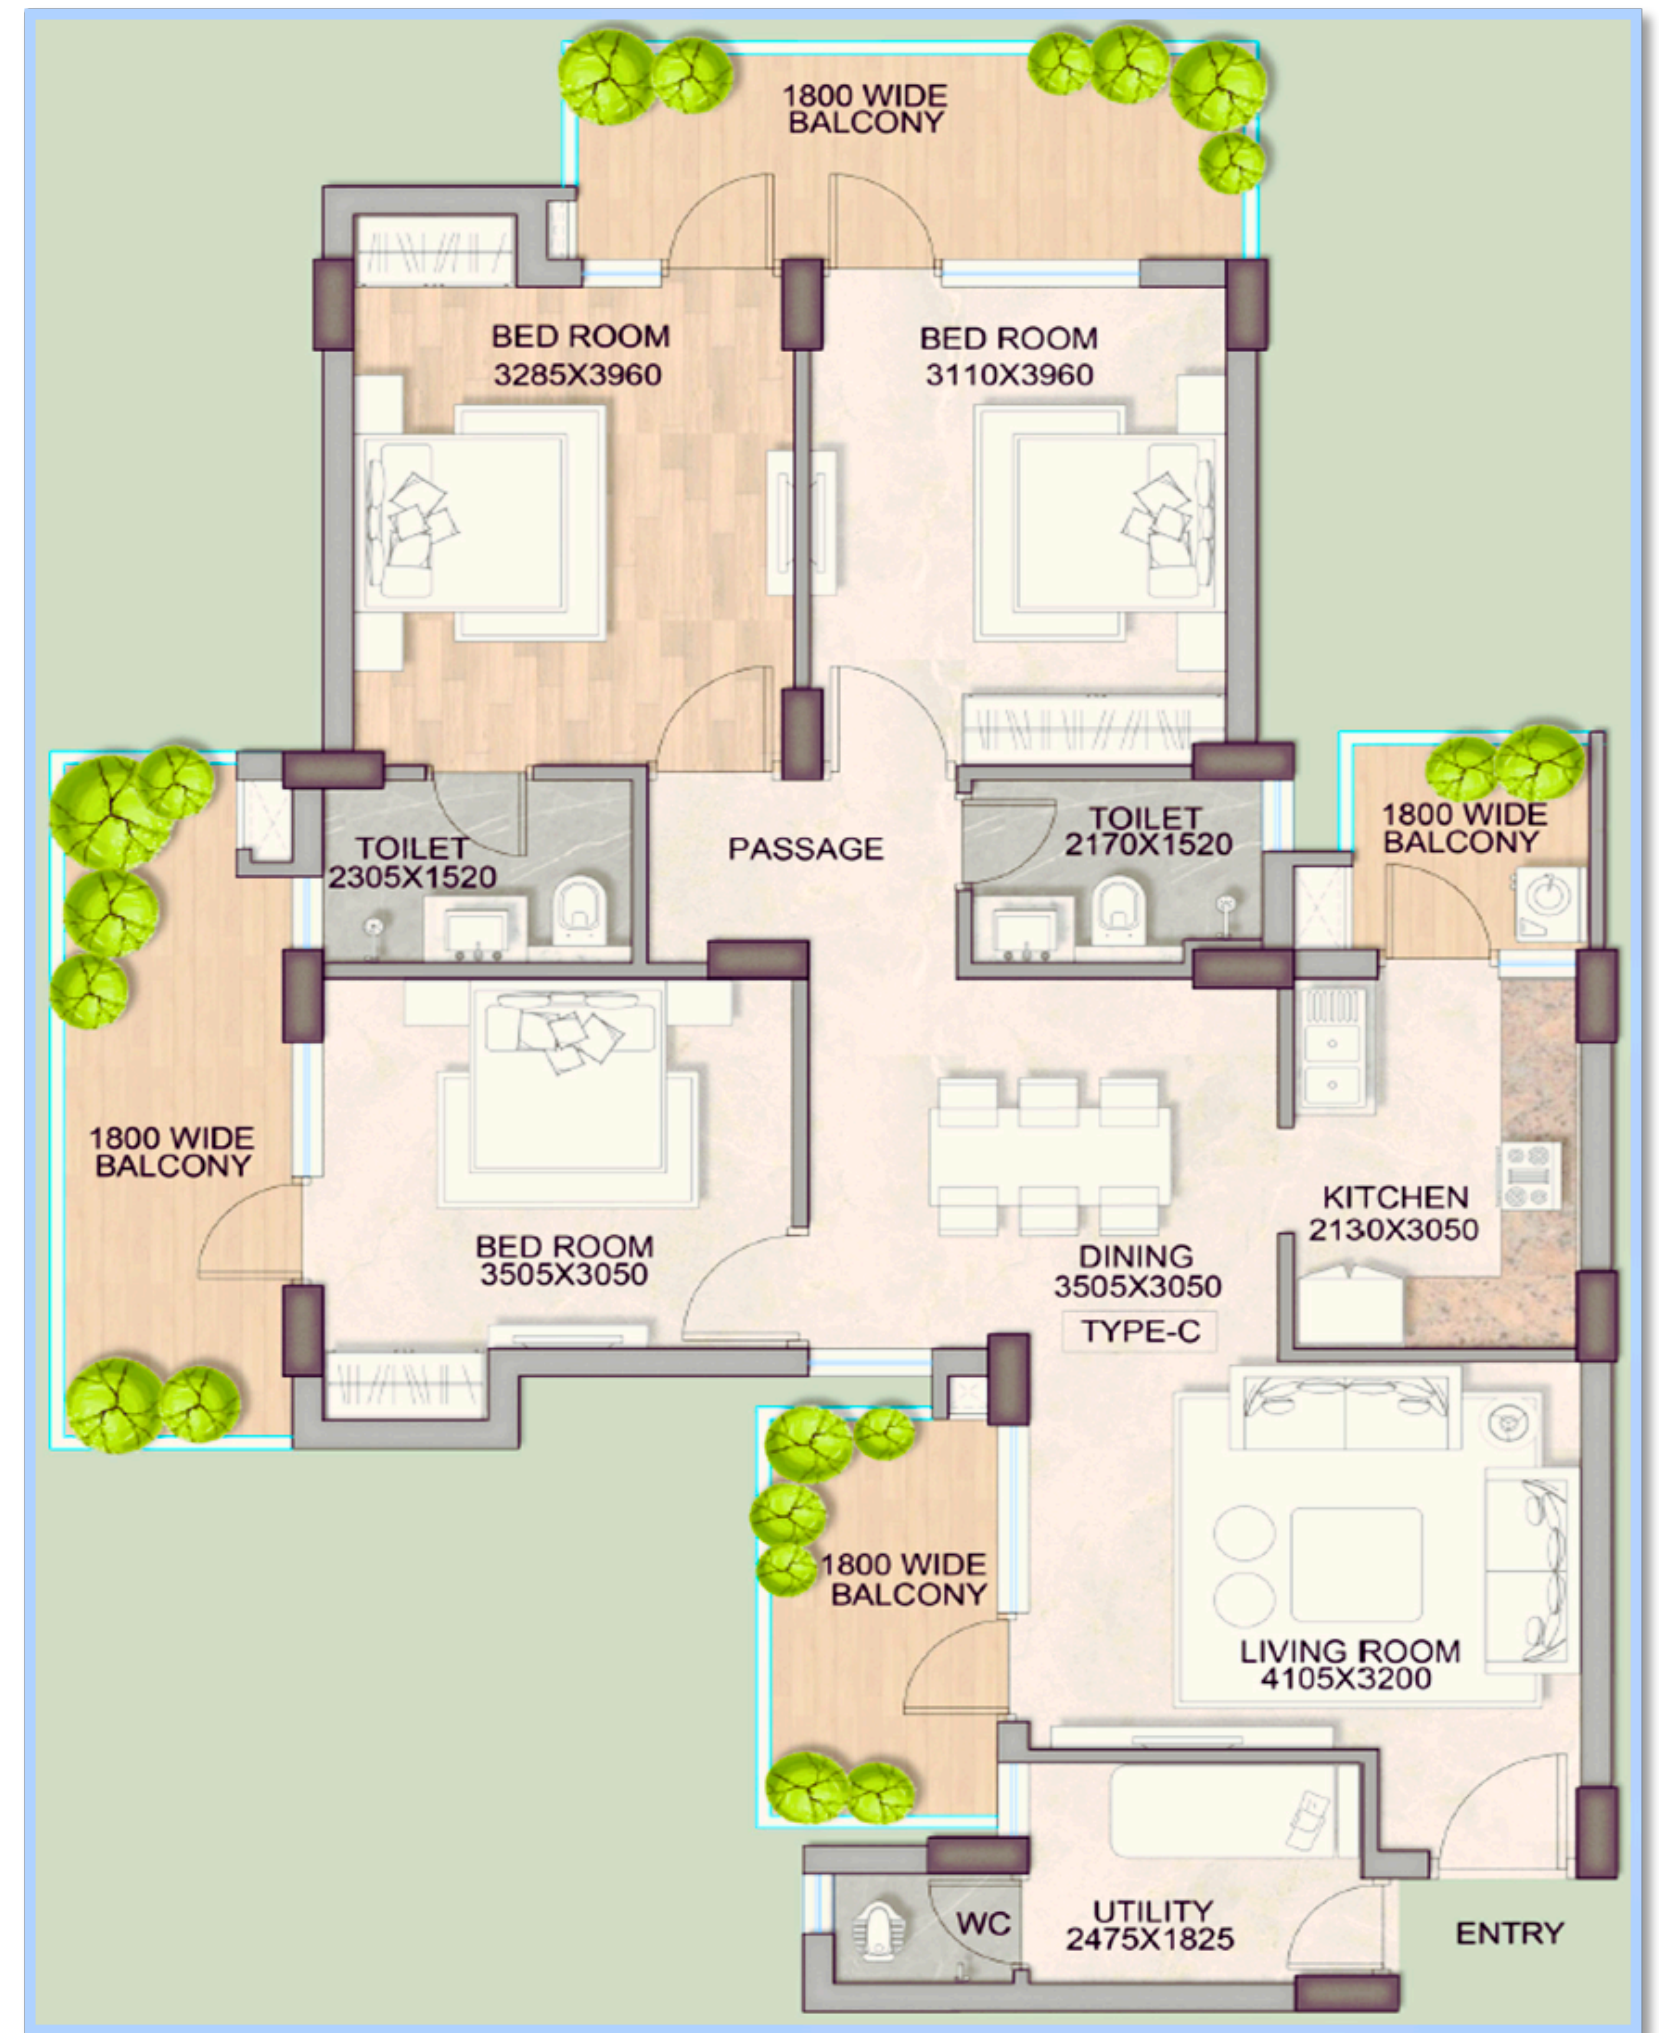 1800 WIDE
BALCONY
BED ROOM
3285X3960
BED ROOM
3110X3960
TOILET
2305X1520
PASSAGE
TOILET
2170X1520
1800 WIDE
BALCONY
1800 WIDE
BALCONY
BED ROOM
3505X3050
DINING
3505X3050
TYPE-C
KITCHEN
2130X3050
1800 WIDE
BALCONY
LIVING ROOM
4105X3200
WC
UTILITY
2475X1825
ENTRY